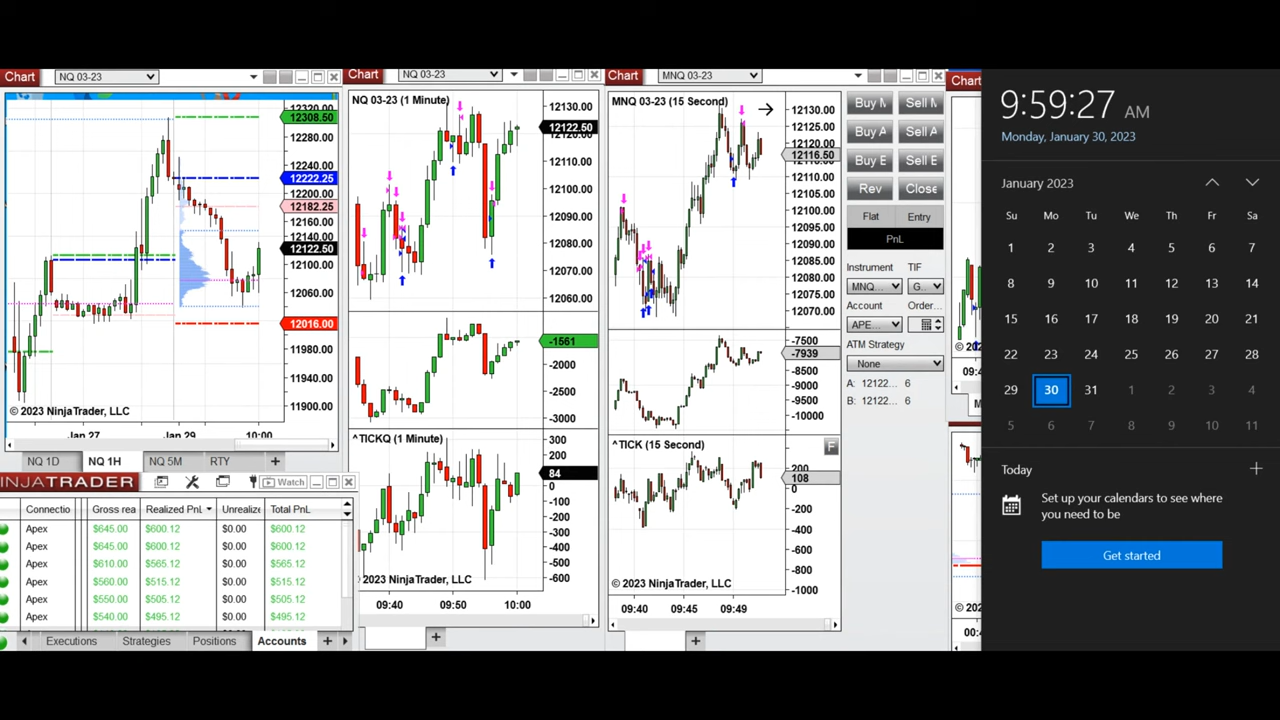 Chart
NQ 03-23
12320.00
12308.50
12280.00
12240.00
12222.25
12200.00
12182.25
12160.00
12140.00
12122.50
12100.00
12060.00
12016.00
11980.00
11940.00
11900.00
© 2023 NinjaTrader, LLC
Jan 27
Jan 29
10:00
NQ 1D
NQ 1H
NQ 5M
RTY
+
Chart
NQ 03-23
NQ 03-23 (1 Minute)
12130.00
12122.50
12110.00
12100.00
12090.00
12080.00
12070.00
12060.00
-1561
-2000
-2500
-3000
^TICKQ (1 Minute)
300
200
84
0
-100
-200
-300
-400
-500
-600
2023 NinjaTrader, LLC
09:40
09:50
10:00
+
Chart
MNQ 03-23
MNQ 03-23 (15 Second)
12130.00
12125.00
12120.00
12116.50
12110.00
12105.00
12100.00
12095.00
12090.00
12085.00
12080.00
12075.00
12070.00
-7500
-7939
-8500
-9000
-9500
-10000
^TICK (15 Second)
F
200
108
0
-200
-400
-600
-800
-1000
© 2023 NinjaTrader, LLC
09:40
09:45
09:49
+
Buy M
Sell M
Buy A
Sell A
Buy E
Sell E
Rev
Close
Flat
Entry
PnL
Instrument
TIF
MNQ...
G...
Account
Order...
APE...
ATM Strategy
None
A: 12122... 6
B: 12122... 6
Chart
INJATRADER
Watch
Connectio
Gross rea
Realized PnL
Unrealize
Total PnL
Apex $645.00 $600.12 $0.00 $600.12
Apex $645.00 $600.12 $0.00 $600.12
Apex $610.00 $565.12 $0.00 $565.12
Apex $560.00 $515.12 $0.00 $515.12
Apex $550.00 $505.12 $0.00 $505.12
Apex $540.00 $495.12 $0.00 $495.12
Executions
Strategies
Positions
Accounts
+
9:59:27 AM
Monday, January 30, 2023
January 2023
Su Mo Tu We Th Fr Sa
1 2 3 4 5 6 7
8 9 10 11 12 13 14
15 16 17 18 19 20 21
22 23 24 25 26 27 28
29 30 31 1 2 3 4
5 6 7 8 9 10 11
Today
Set up your calendars to see where
you need to be
Get started